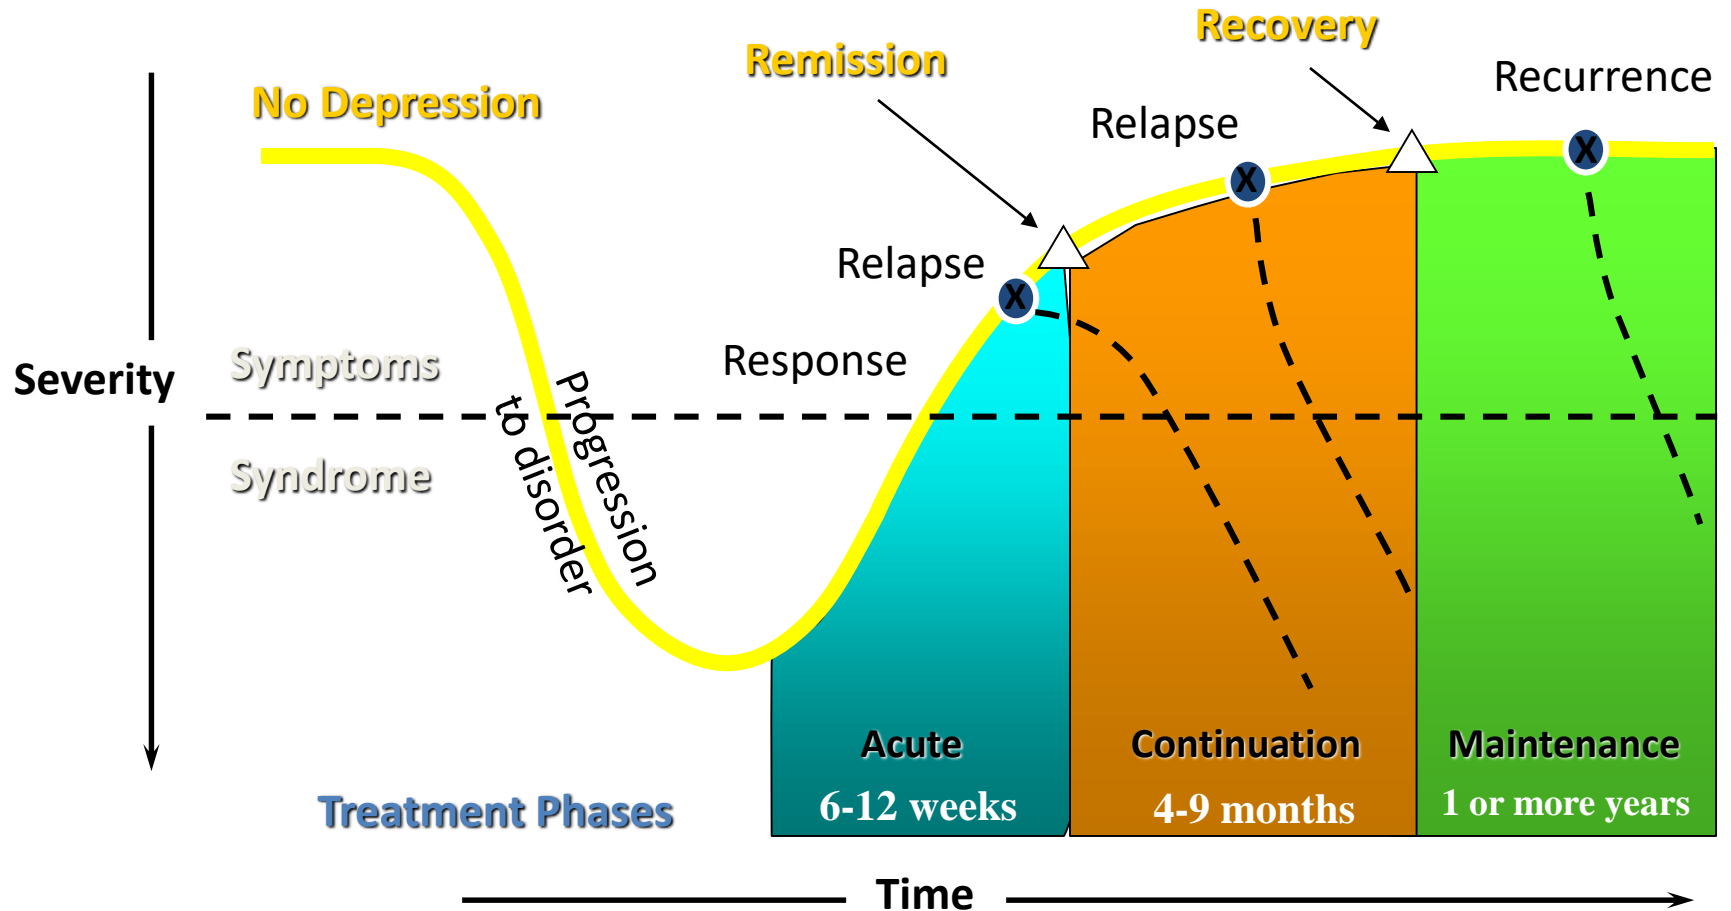 Recovery
Remission
Recurrence
No Depression
Relapse
X
X
Relapse
X
Response
Severity
Symptoms
Progression
to disorder
Syndrome
Acute
Continuation
Maintenance
Treatment Phases
6-12 weeks
4-9 months
1 or more years
Time